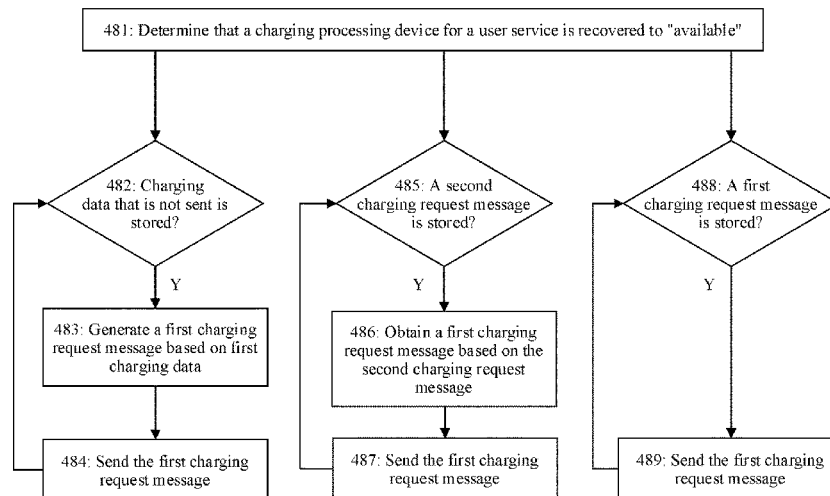 481: Determine that a charging processing device for a user service is recovered to "available"
482: Charging
data that is not sent is
stored?
485: A second
charging request message
is stored?
488: A first
charging request message
is stored?
Y
Y
Y
483: Generate a first charging
request message based on first
charging data
486: Obtain a first charging
request message based on the
second charging request
message
484: Send the first charging
request message
487: Send the first charging
request message
489: Send the first charging
request message